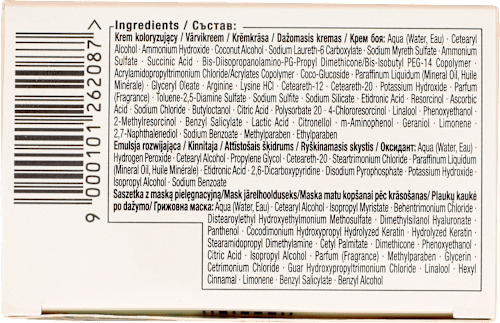 Ingredients / Състав:
Krem koloryzujący / Värvikreem / Krēmkrāsa / Dažomasis kremas / Крем боя: Aqua (Water, Eau) · Cetearyl
Alcohol · Ammonium Hydroxide · Coconut Alcohol · Sodium Laureth-6 Carboxylate · Sodium Myreth Sulfate · Ammonium
Sulfate · Succinic Acid · Bis-Diisopropanolamino-PG-Propyl Dimethicone/Bis-Isobutyl PEG-14 Copolymer ·
Acrylamidopropyltrimonium Chloride/Acrylates Copolymer · Coco-Glucoside · Paraffinum Liquidum (Mineral Oil, Huile
Minérale) · Glyceryl Oleate · Arginine · Lysine HCl · Ceteareth-12 · Ceteareth-20 · Potassium Hydroxide · Parfum
(Fragrance) · Toluene-2,5-Diamine Sulfate · Sodium Sulfite · Sodium Silicate · Etidronic Acid · Resorcinol · Ascorbic
Acid · Sodium Chloride · Butyloctanol · Citric Acid · Polysorbate 20 · 4-Chlororesorcinol · Linalool · Phenoxyethanol ·
2-Methylresorcinol · Benzyl Salicylate · Lactic Acid · Citronellol · m-Aminophenol · Geraniol · Limonene ·
2,7-Naphthalenediol · Sodium Benzoate · Methylparaben · Ethylparaben
Emulsja rozwijająca / Kinnitaja / Attīstošais šķidrums / Ryškinamasis skystis / Оксидант: Aqua (Water, Eau) ·
Hydrogen Peroxide · Cetearyl Alcohol · Propylene Glycol · Ceteareth-20 · Steartrimonium Chloride · Paraffinum Liquidum
(Mineral Oil, Huile Minérale) · Etidronic Acid · 2,6-Dicarboxypyridine · Disodium Pyrophosphate · Potassium Hydroxide ·
Isopropyl Alcohol · Sodium Benzoate
Saszetka z maską pielęgnacyjną/Mask järelhoolduseks/Maska matu kopšanai pēc krāsošanas/Plaukų kaukė
po dažymo/Грижовна маска: Aqua (Water, Eau) · Cetearyl Alcohol · Isopropyl Myristate · Behentrimonium Chloride ·
Distearoylethyl Hydroxyethylmonium Methosulfate · Dimethylsilanol Hyaluronate ·
Panthenol · Cocodimonium Hydroxypropyl Hydrolyzed Keratin · Hydrolyzed Keratin ·
Stearamidopropyl Dimethylamine · Cetyl Palmitate · Dimethicone · Phenoxyethanol ·
Citric Acid · Isopropyl Alcohol · Parfum (Fragrance) · Methylparaben · Glycerin ·
Cetrimonium Chloride · Guar Hydroxypropyltrimonium Chloride · Linalool · Hexyl
Cinnamal · Limonene · Benzyl Salicylate · Benzyl Alcohol
9 000101 262087